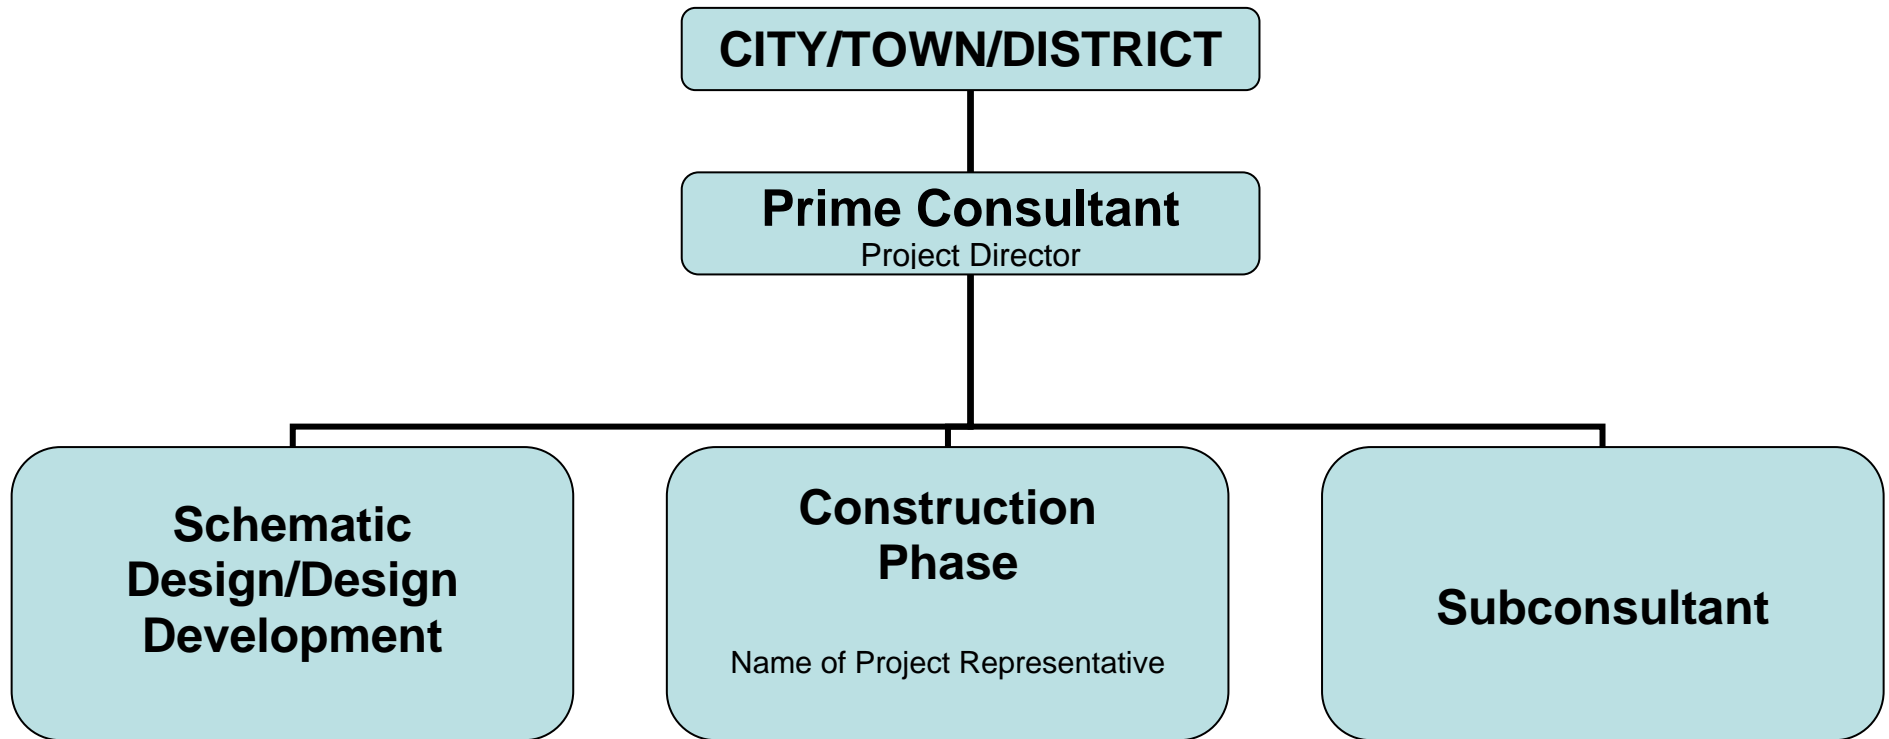 CITY/TOWN/DISTRICT
Prime Consultant
Project Director
Schematic
Design/Design
Development
Construction
Phase
Name of Project Representative
Subconsultant